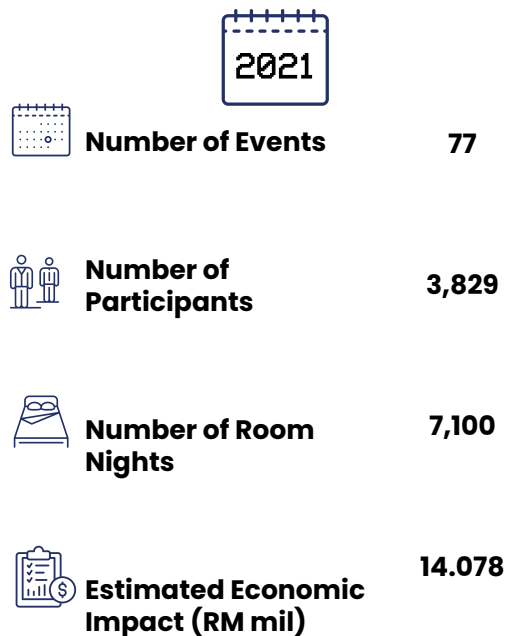 2021
Number of Events
77
Number of
Participants
3,829
Number of Room
Nights
7,100
Estimated Economic
Impact (RM mil)
14.078